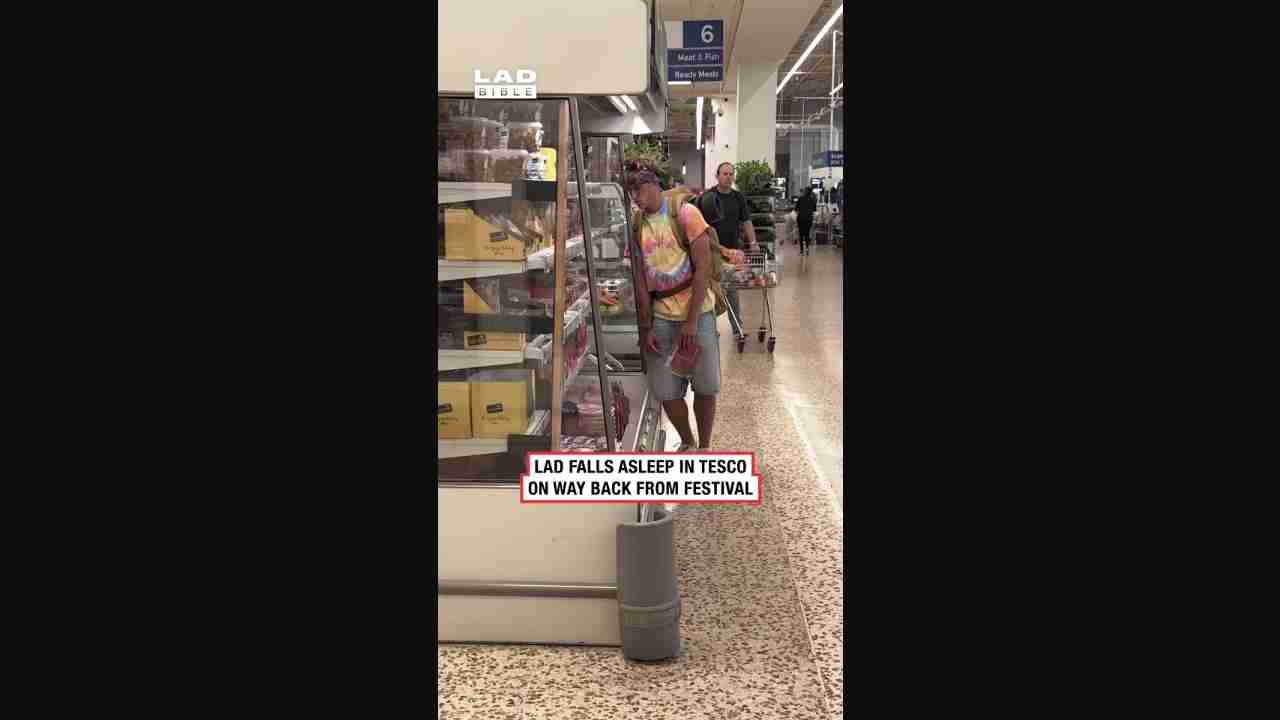 6
Meat & Fish
Ready Meals
LAD
BIBLE
LAD FALLS ASLEEP IN TESCO
ON WAY BACK FROM FESTIVAL